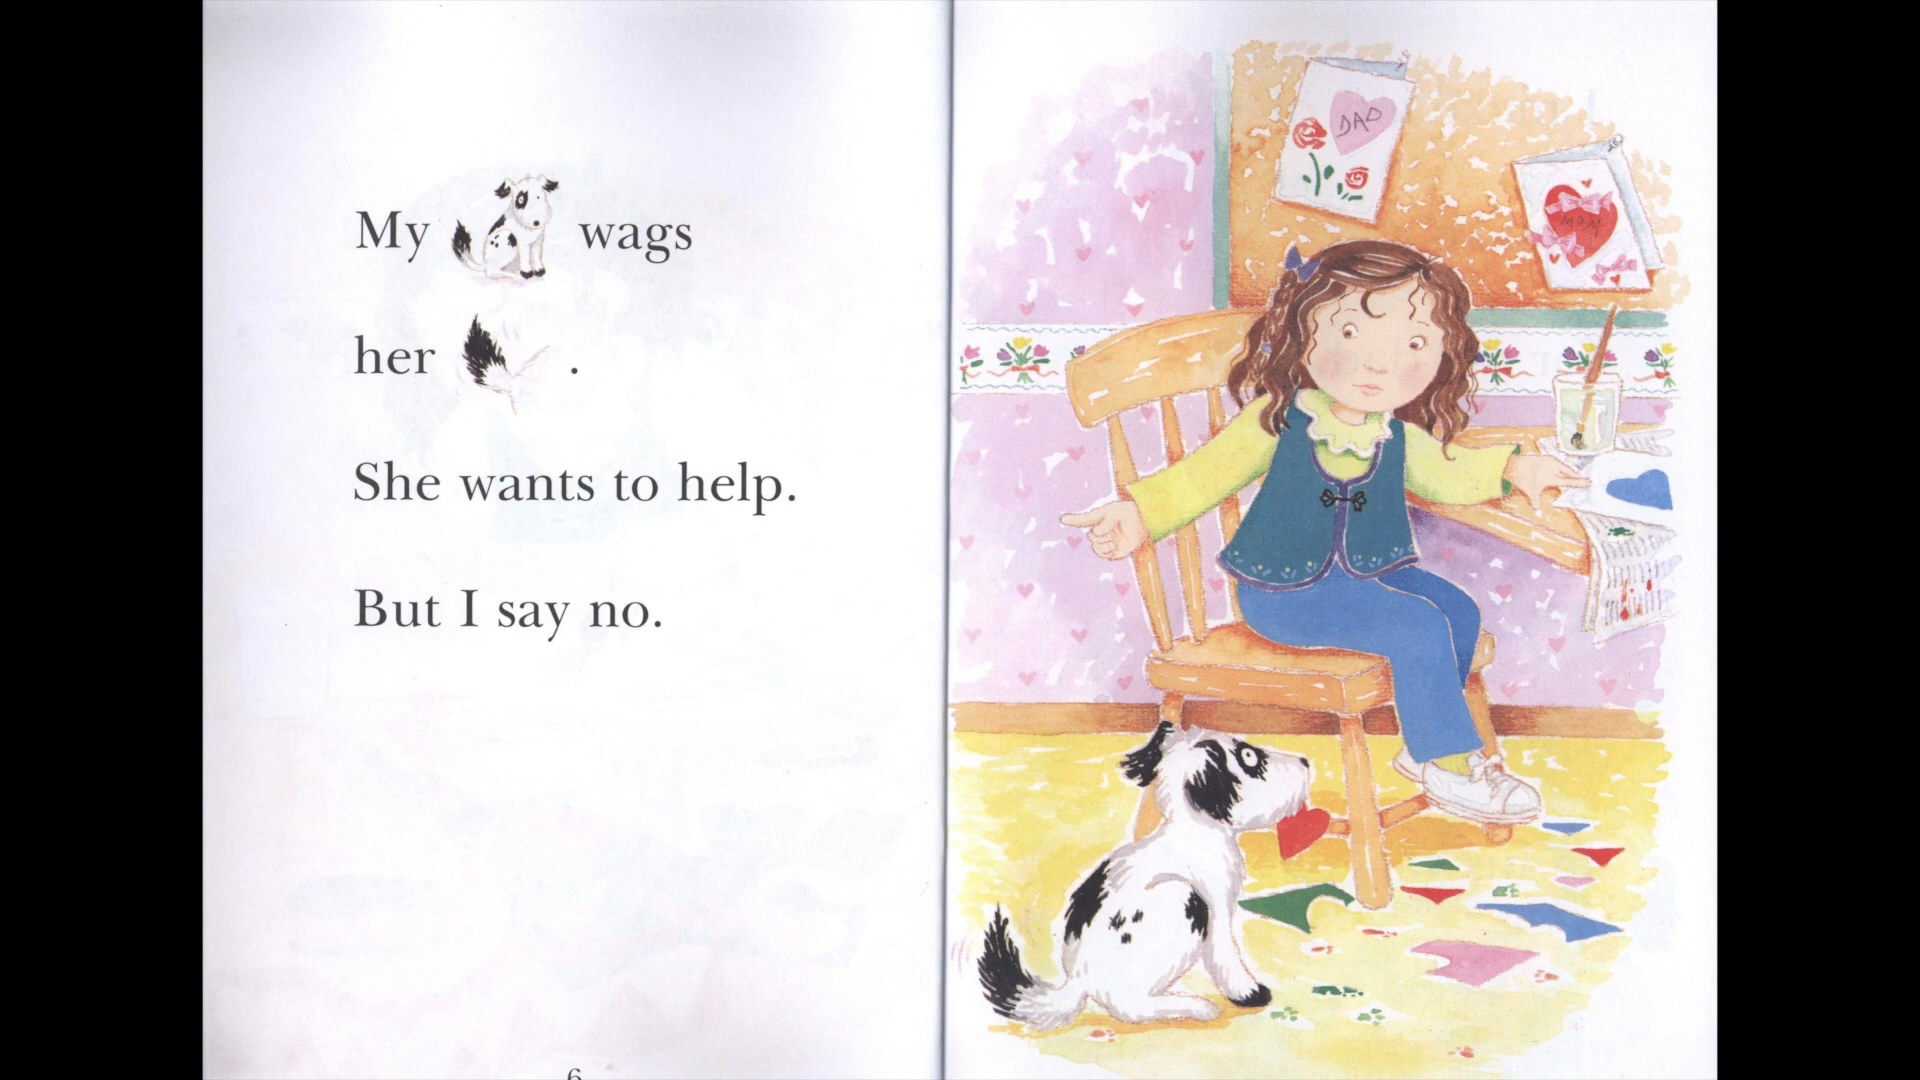 My wags
her .
She wants to help.
But I say no.
6
DAD
MOM